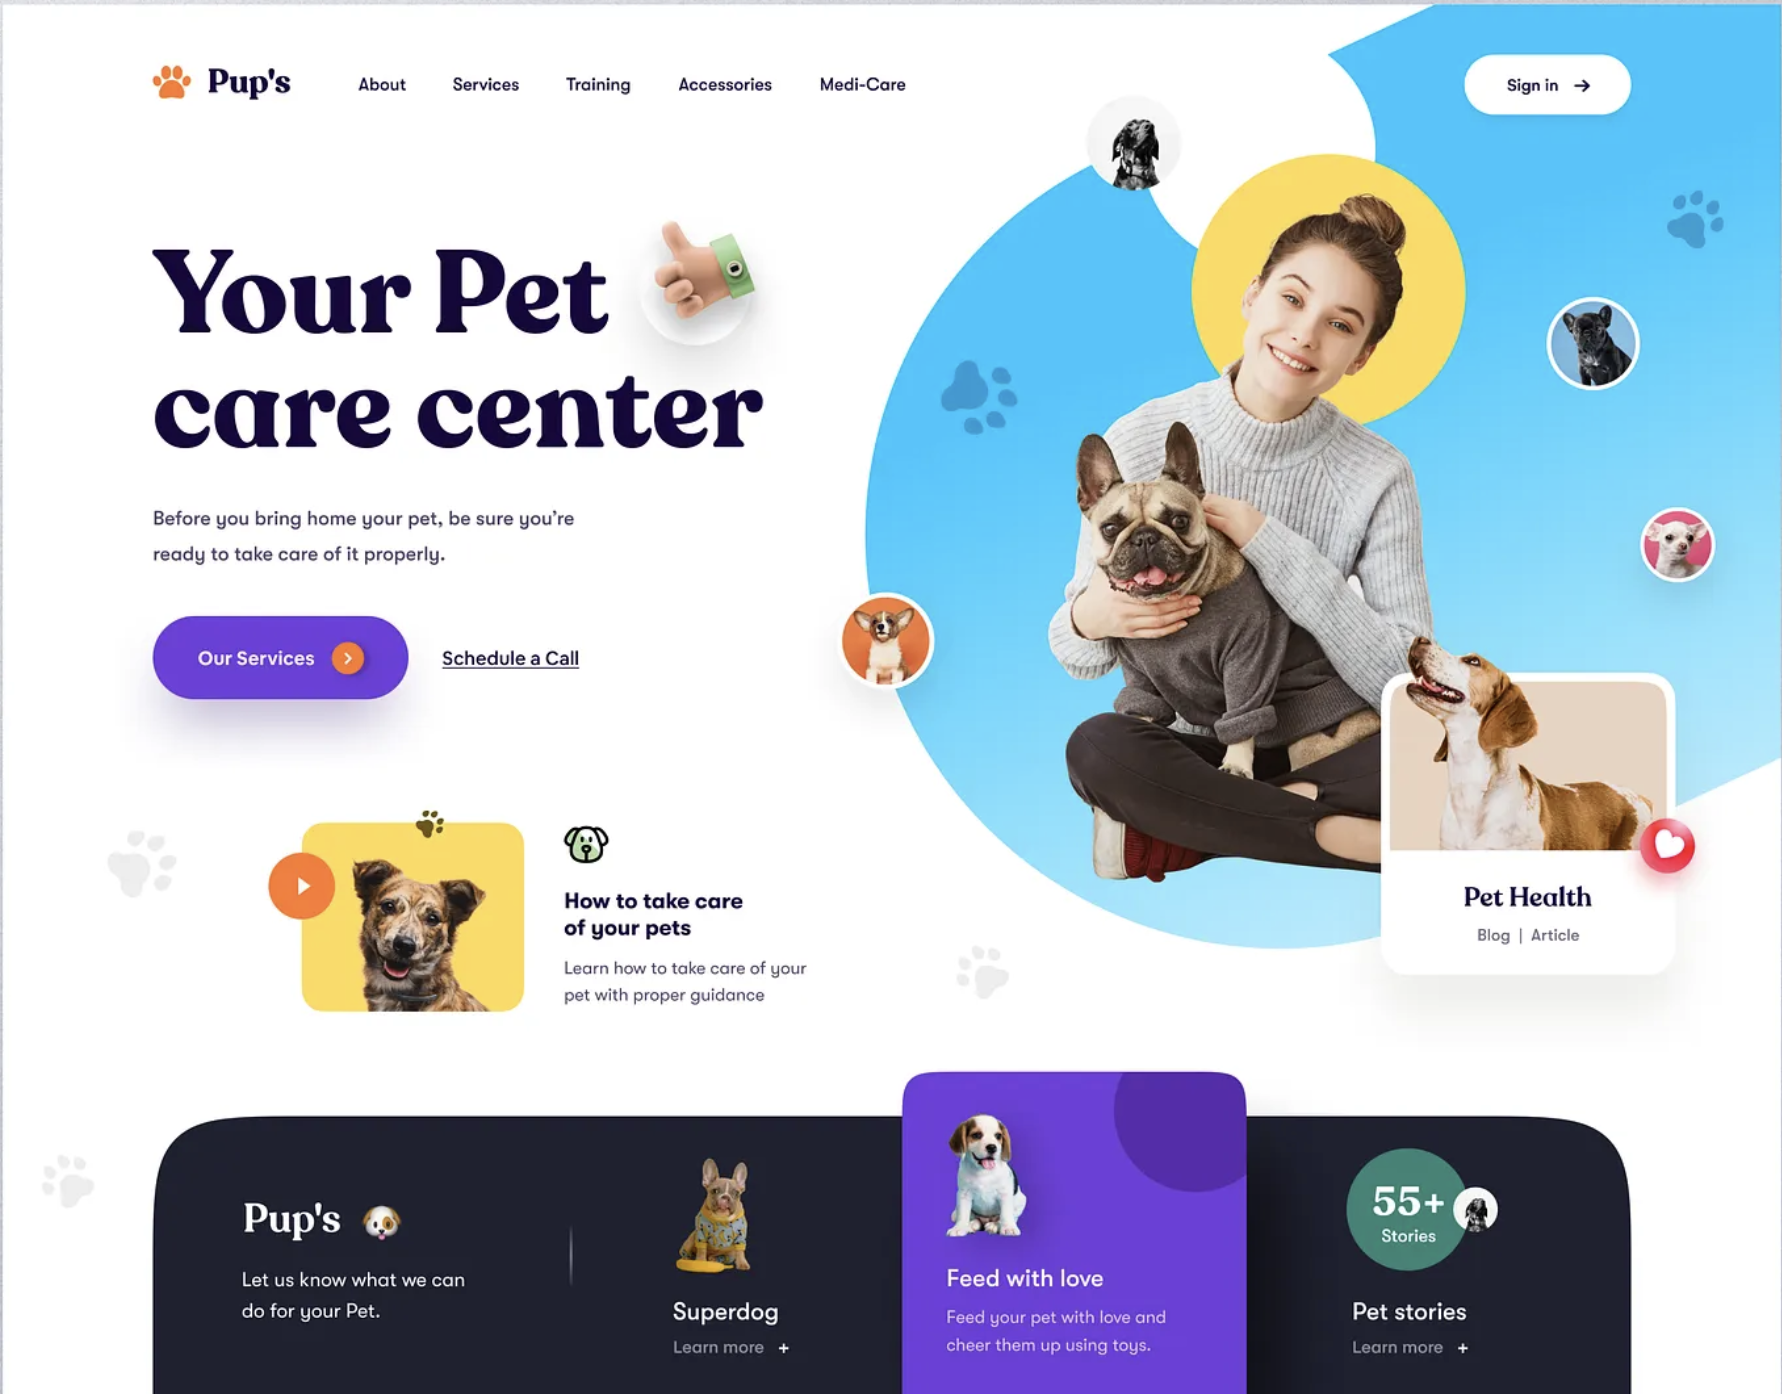 Pup's
About
Services
Training
Accessories
Medi-Care
Sign in
Your Pet
care center
Before you bring home your pet, be sure you're
ready to take care of it properly.
Our Services
Schedule a Call
How to take care
of your pets
Learn how to take care of your
pet with proper guidance
Pet Health
Blog | Article
Pup's
Let us know what we can
do for your Pet.
Superdog
Learn more +
Feed with love
Feed your pet with love and
cheer them up using toys.
55+
Stories
Pet stories
Learn more +